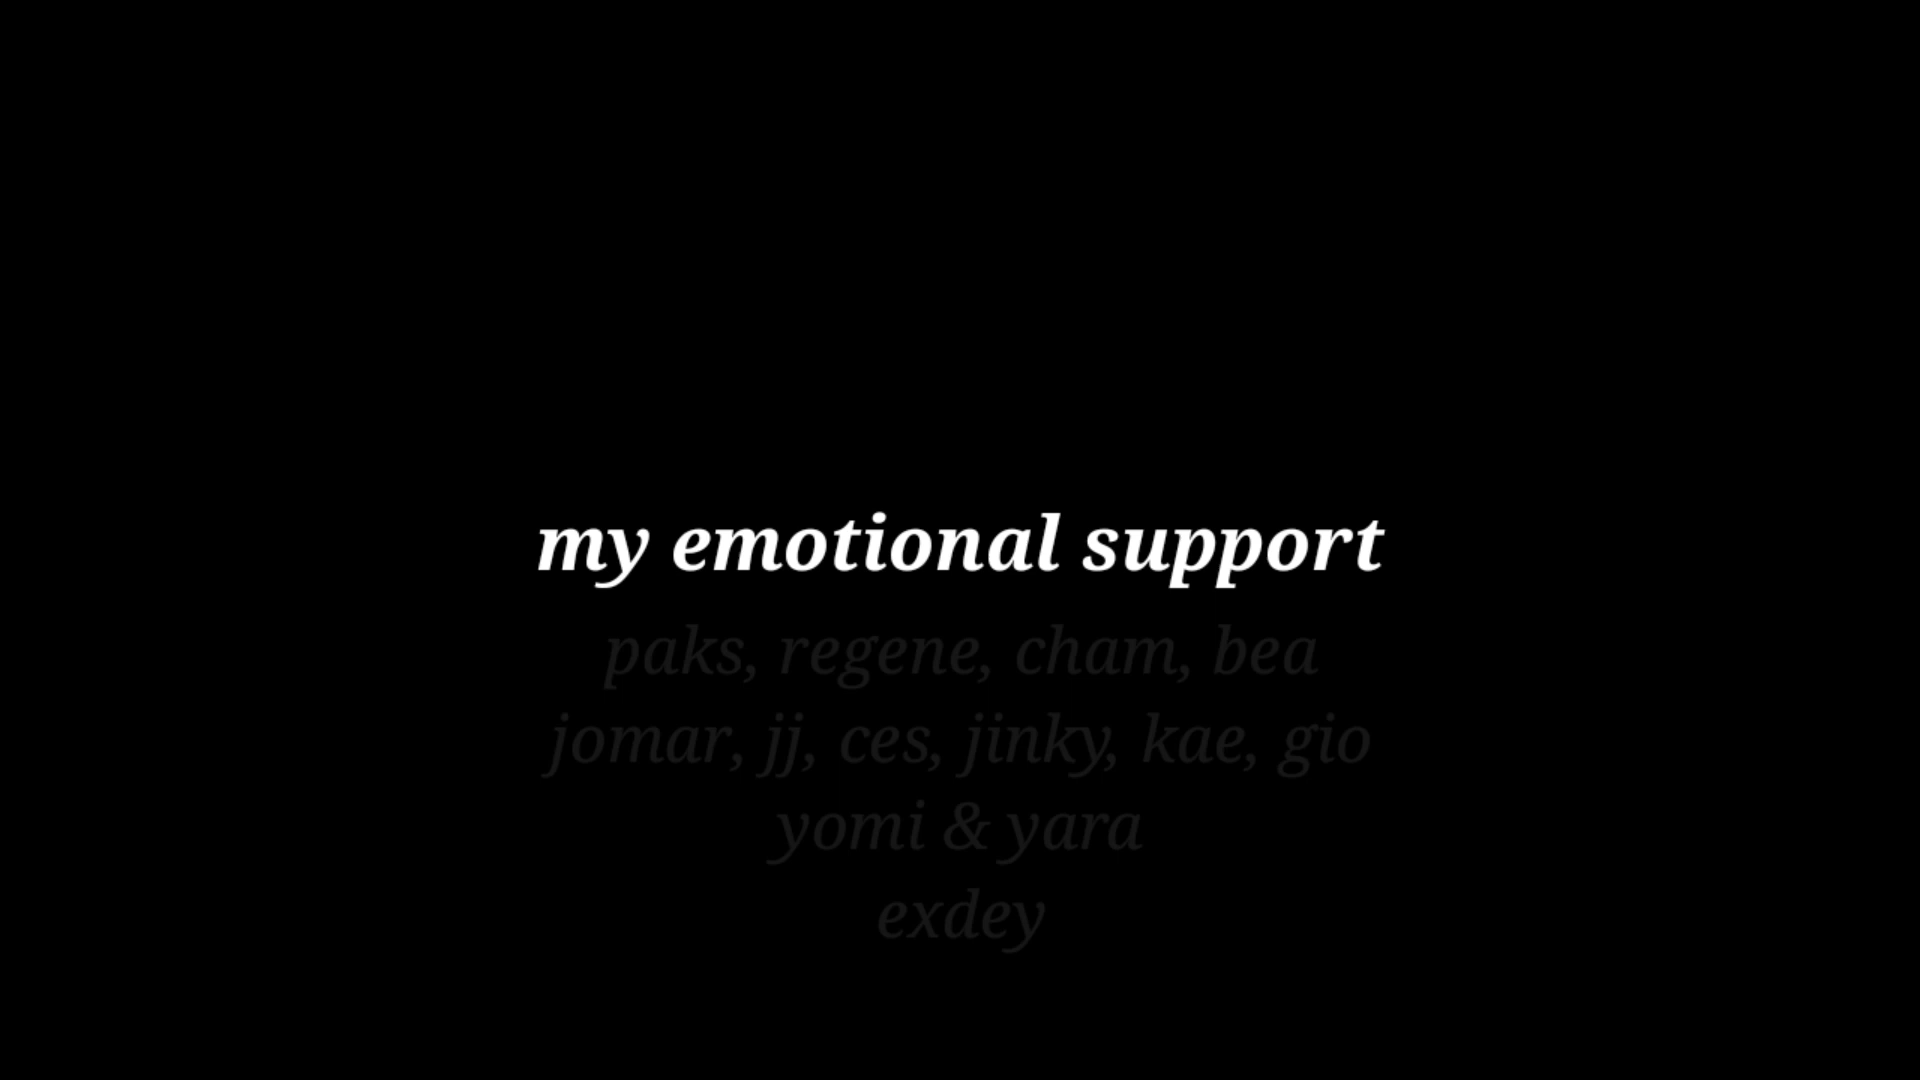 my emotional support
paks, regene, cham, bea
jomar, jj, ces, jinky, kae, gio
yomi & yara
exdey